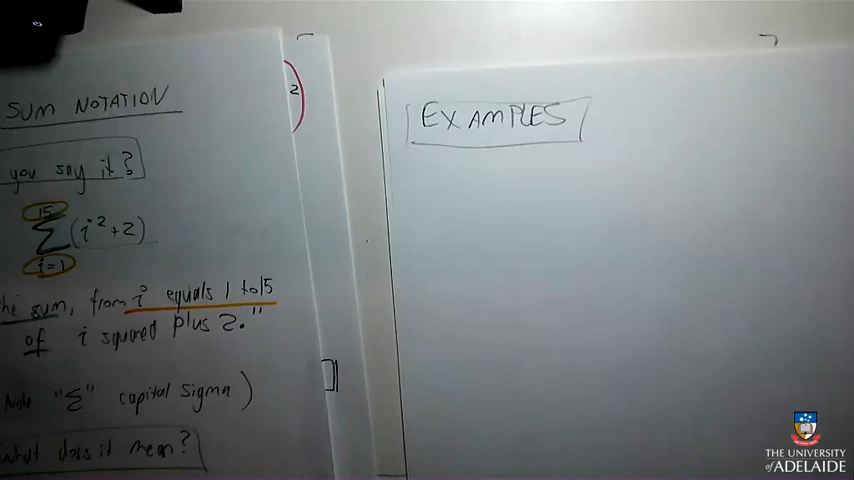 SUM NOTATION
you say it?
15
∑ (i²+2)
i=1
he sum, from i equals 1 to 15
of i squared plus 2."
Note "∑" capital sigma)
what does it mean?
2
EXAMPLES
THE UNIVERSITY
of ADELAIDE